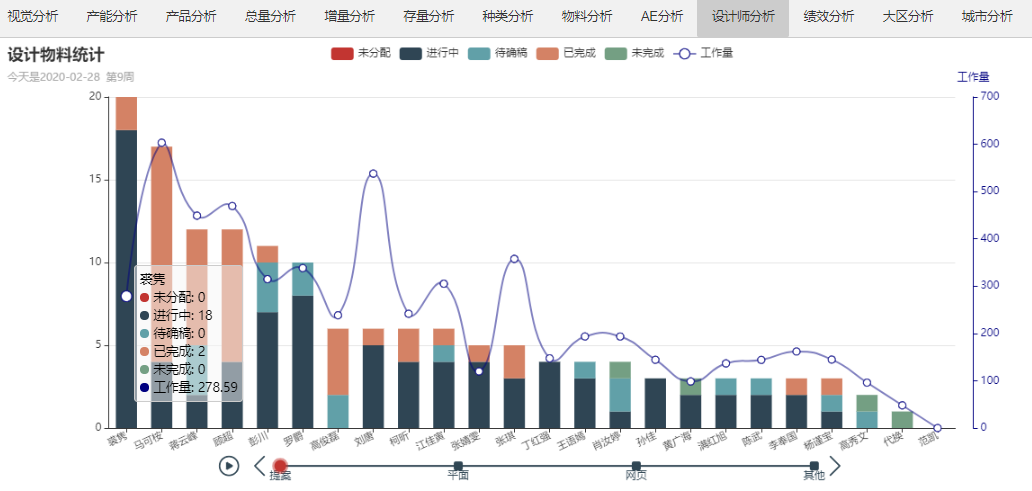 视觉分析 产能分析 产品分析 总量分析 增量分析 存量分析 种类分析 物料分析 AE分析 设计师分析 绩效分析 大区分析 城市分析
设计物料统计
未分配 进行中 待确稿 已完成 未完成 工作量
今天是2020-02-28 第9周
工作量
20 700
600
15
500
400
10
300
200
5
100
0 0
裘隽
未分配: 0
进行中: 18
待确稿: 0
已完成: 2
未完成: 0
工作量: 278.59
裘隽 马可桉 蒋云峰 顾超 彭川 罗爵 高俊磊 刘唐 柯昕 江佳寅 张婧雯 张琪 丁红强 王语嫣 肖汝婷 孙佳 黄广海 满红旭 陈武 李奉国 杨谨宝 高秀文 代焕 范凯
提案 平面 网页 其他